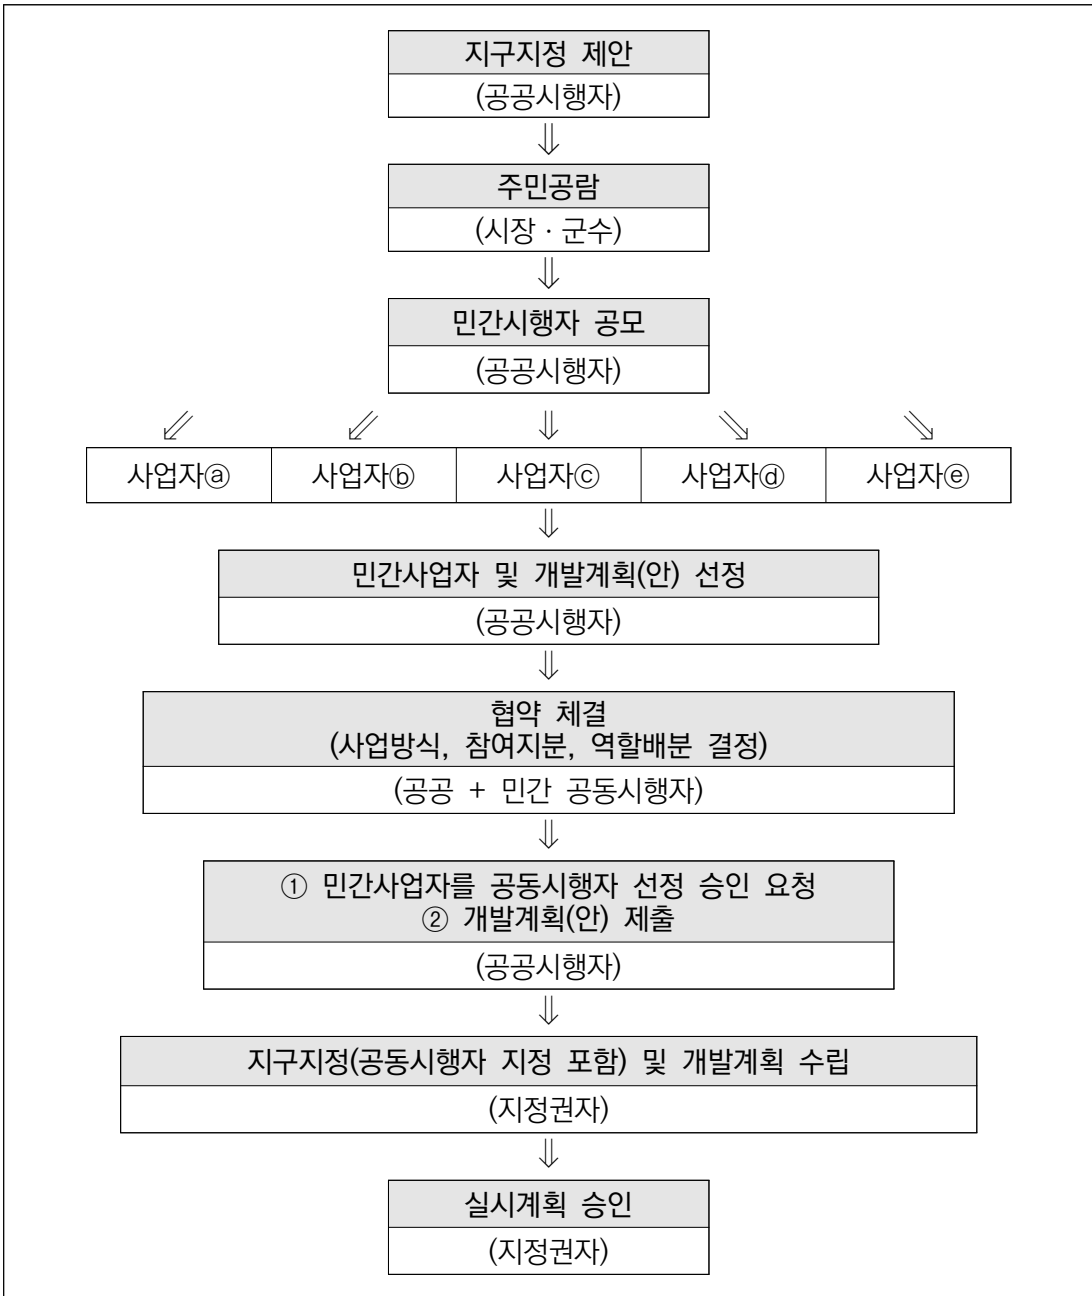 지구지정 제안
(공공시행자)
⇓
주민공람
(시장 · 군수)
⇓
민간시행자 공모
(공공시행자)
사업자ⓐ 사업자ⓑ 사업자ⓒ 사업자ⓓ 사업자ⓔ
⇓
민간사업자 및 개발계획(안) 선정
(공공시행자)
⇓
협약 체결
(사업방식, 참여지분, 역할배분 결정)
(공공 + 민간 공동시행자)
⇓
① 민간사업자를 공동시행자 선정 승인 요청
② 개발계획(안) 제출
(공공시행자)
⇓
지구지정(공동시행자 지정 포함) 및 개발계획 수립
(지정권자)
⇓
실시계획 승인
(지정권자)